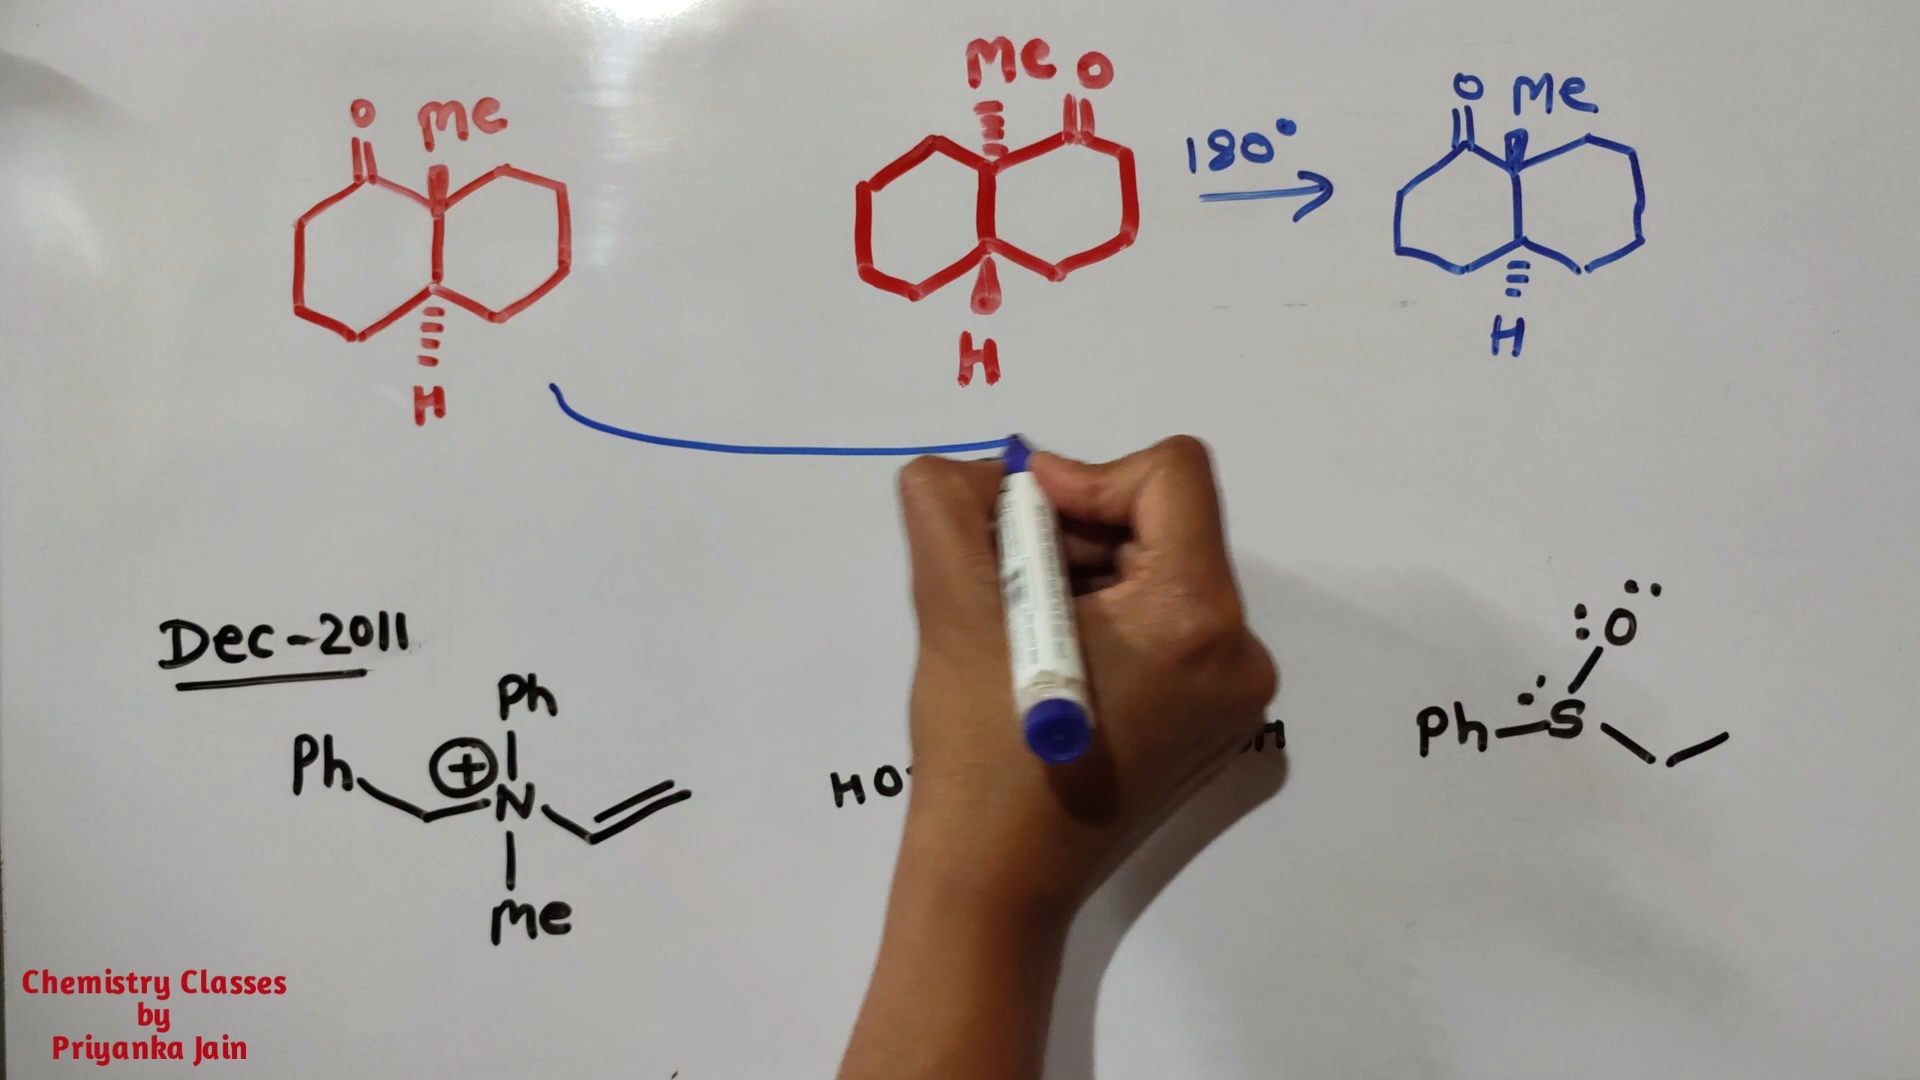 O Me
H
Me O
H
180°
O Me
H
Dec-2011
Ph
Ph + N
Me
HO
:O:
Ph-S
Chemistry Classes
by
Priyanka Jain